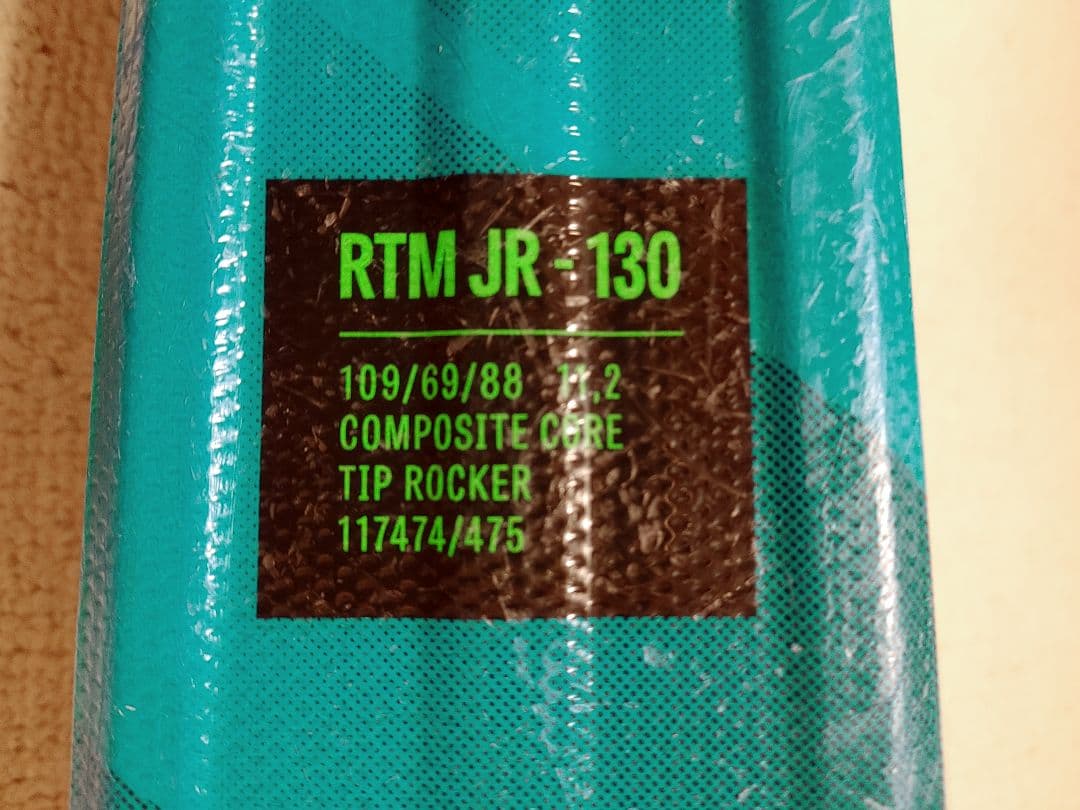 RTM JR - 130
109/69/88 11,2
COMPOSITE CORE
TIP ROCKER
117474/475